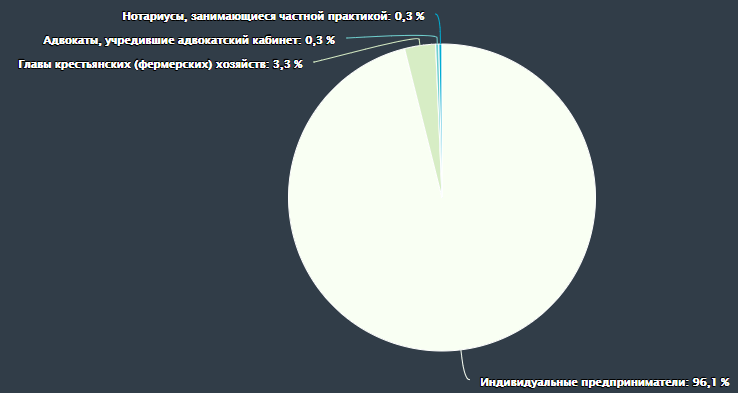 Нотариусы, занимающиеся частной практикой: 0,3 %
Адвокаты, учредившие адвокатский кабинет: 0,3 %
Главы крестьянских (фермерских) хозяйств: 3,3 %
Индивидуальные предприниматели: 96,1 %